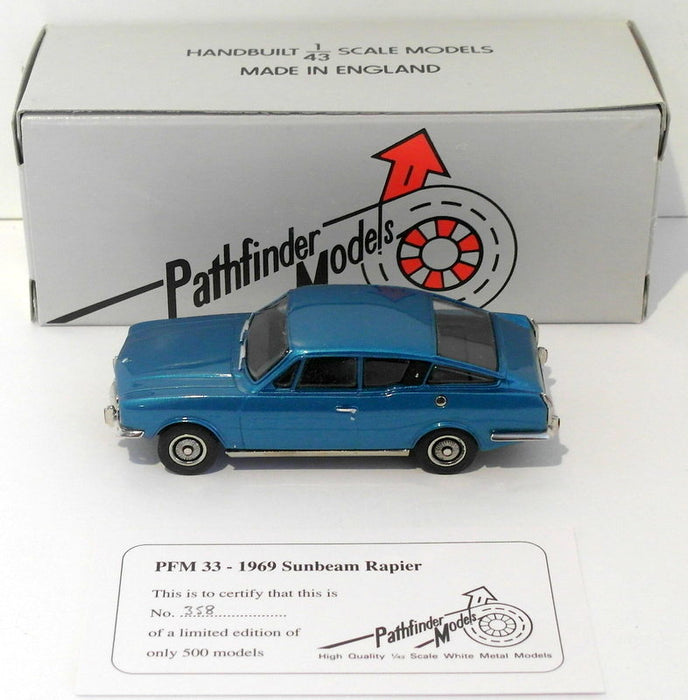 HANDBUILT 1/43 SCALE MODELS
MADE IN ENGLAND
Pathfinder
Models
PFM 33 - 1969 Sunbeam Rapier
This is to certify that this is
No. 358
of a limited edition of
only 500 models
Pathfinder
Models
High Quality 1/43 Scale White Metal Models